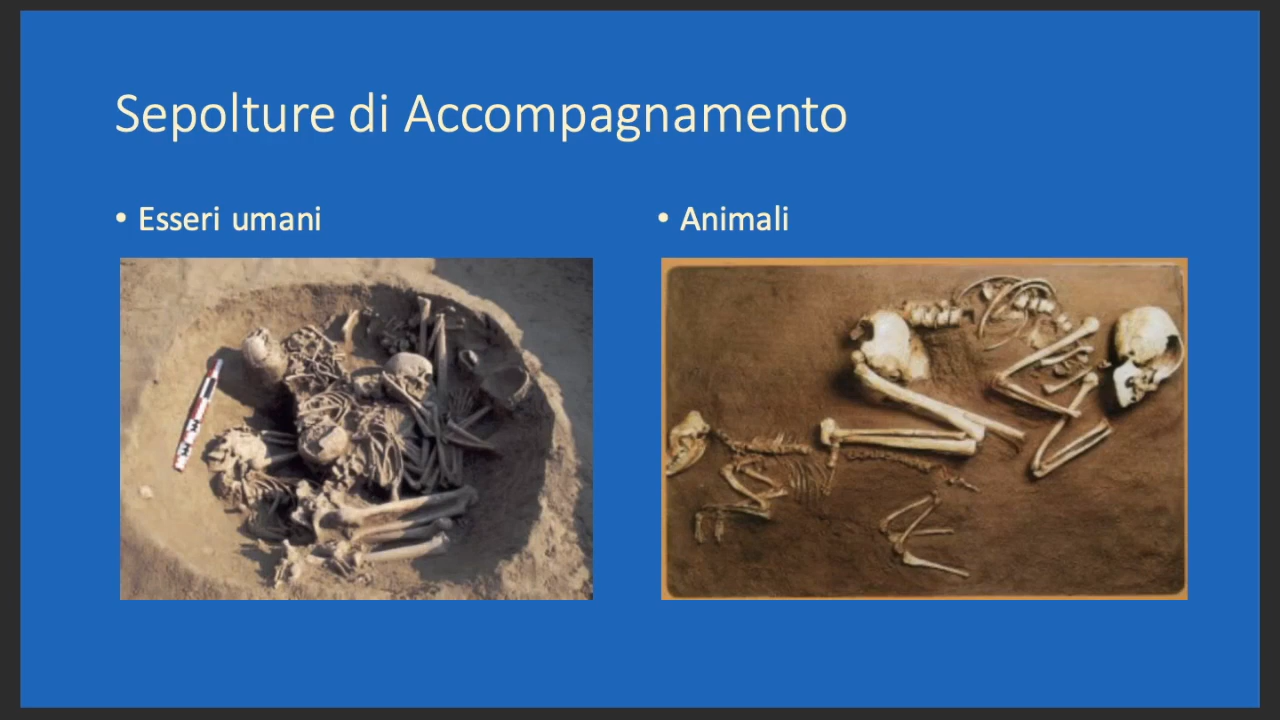 Sepolture di Accompagnamento
• Esseri umani
• Animali